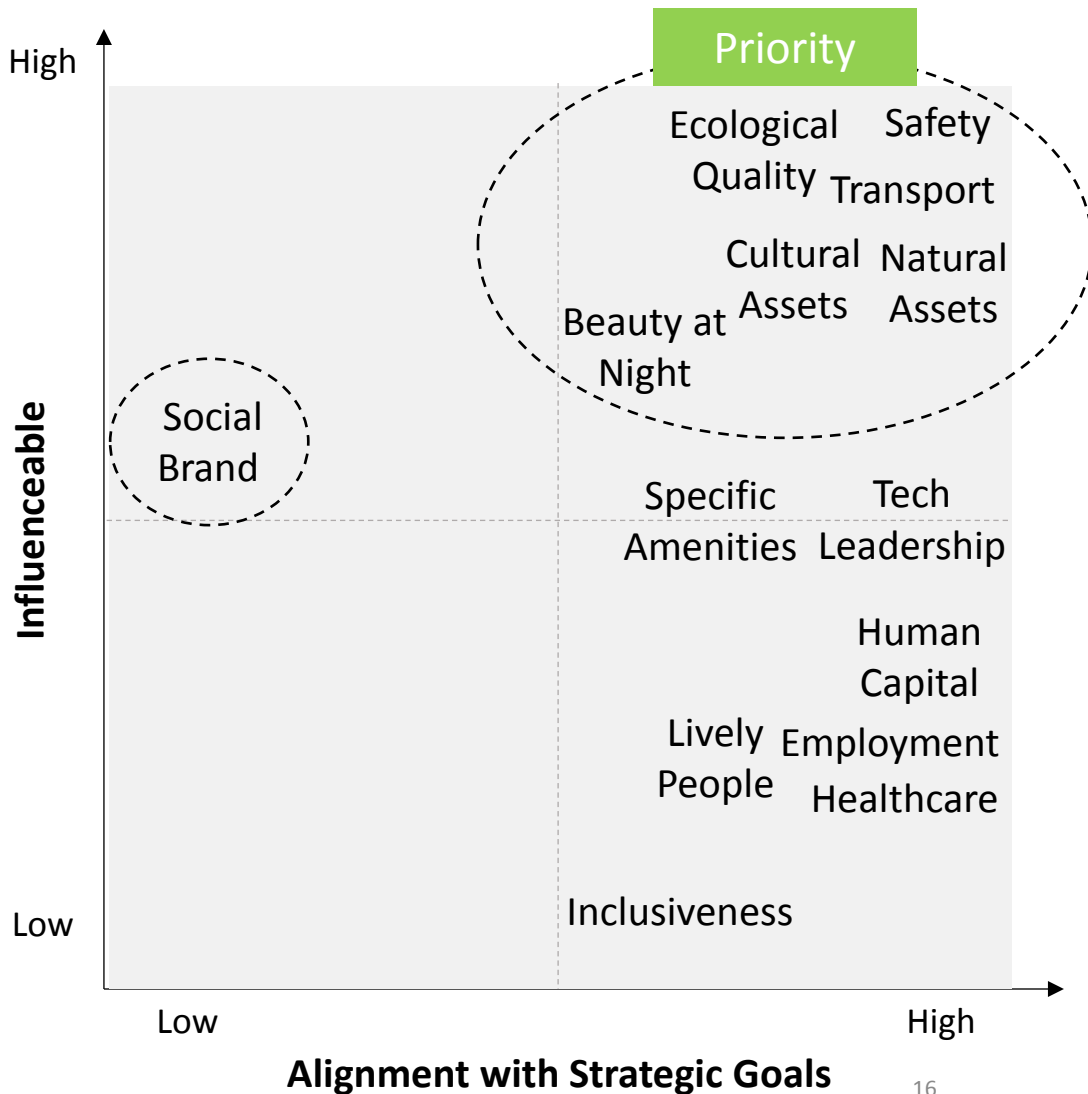 Priority
High
Ecological
Quality
Safety
Transport
Cultural
Assets
Natural
Assets
Beauty at
Night
Social
Brand
Influenceable
Specific
Amenities
Tech
Leadership
Human
Capital
Lively
People
Employment
Healthcare
Inclusiveness
Low
Low
High
Alignment with Strategic Goals
16